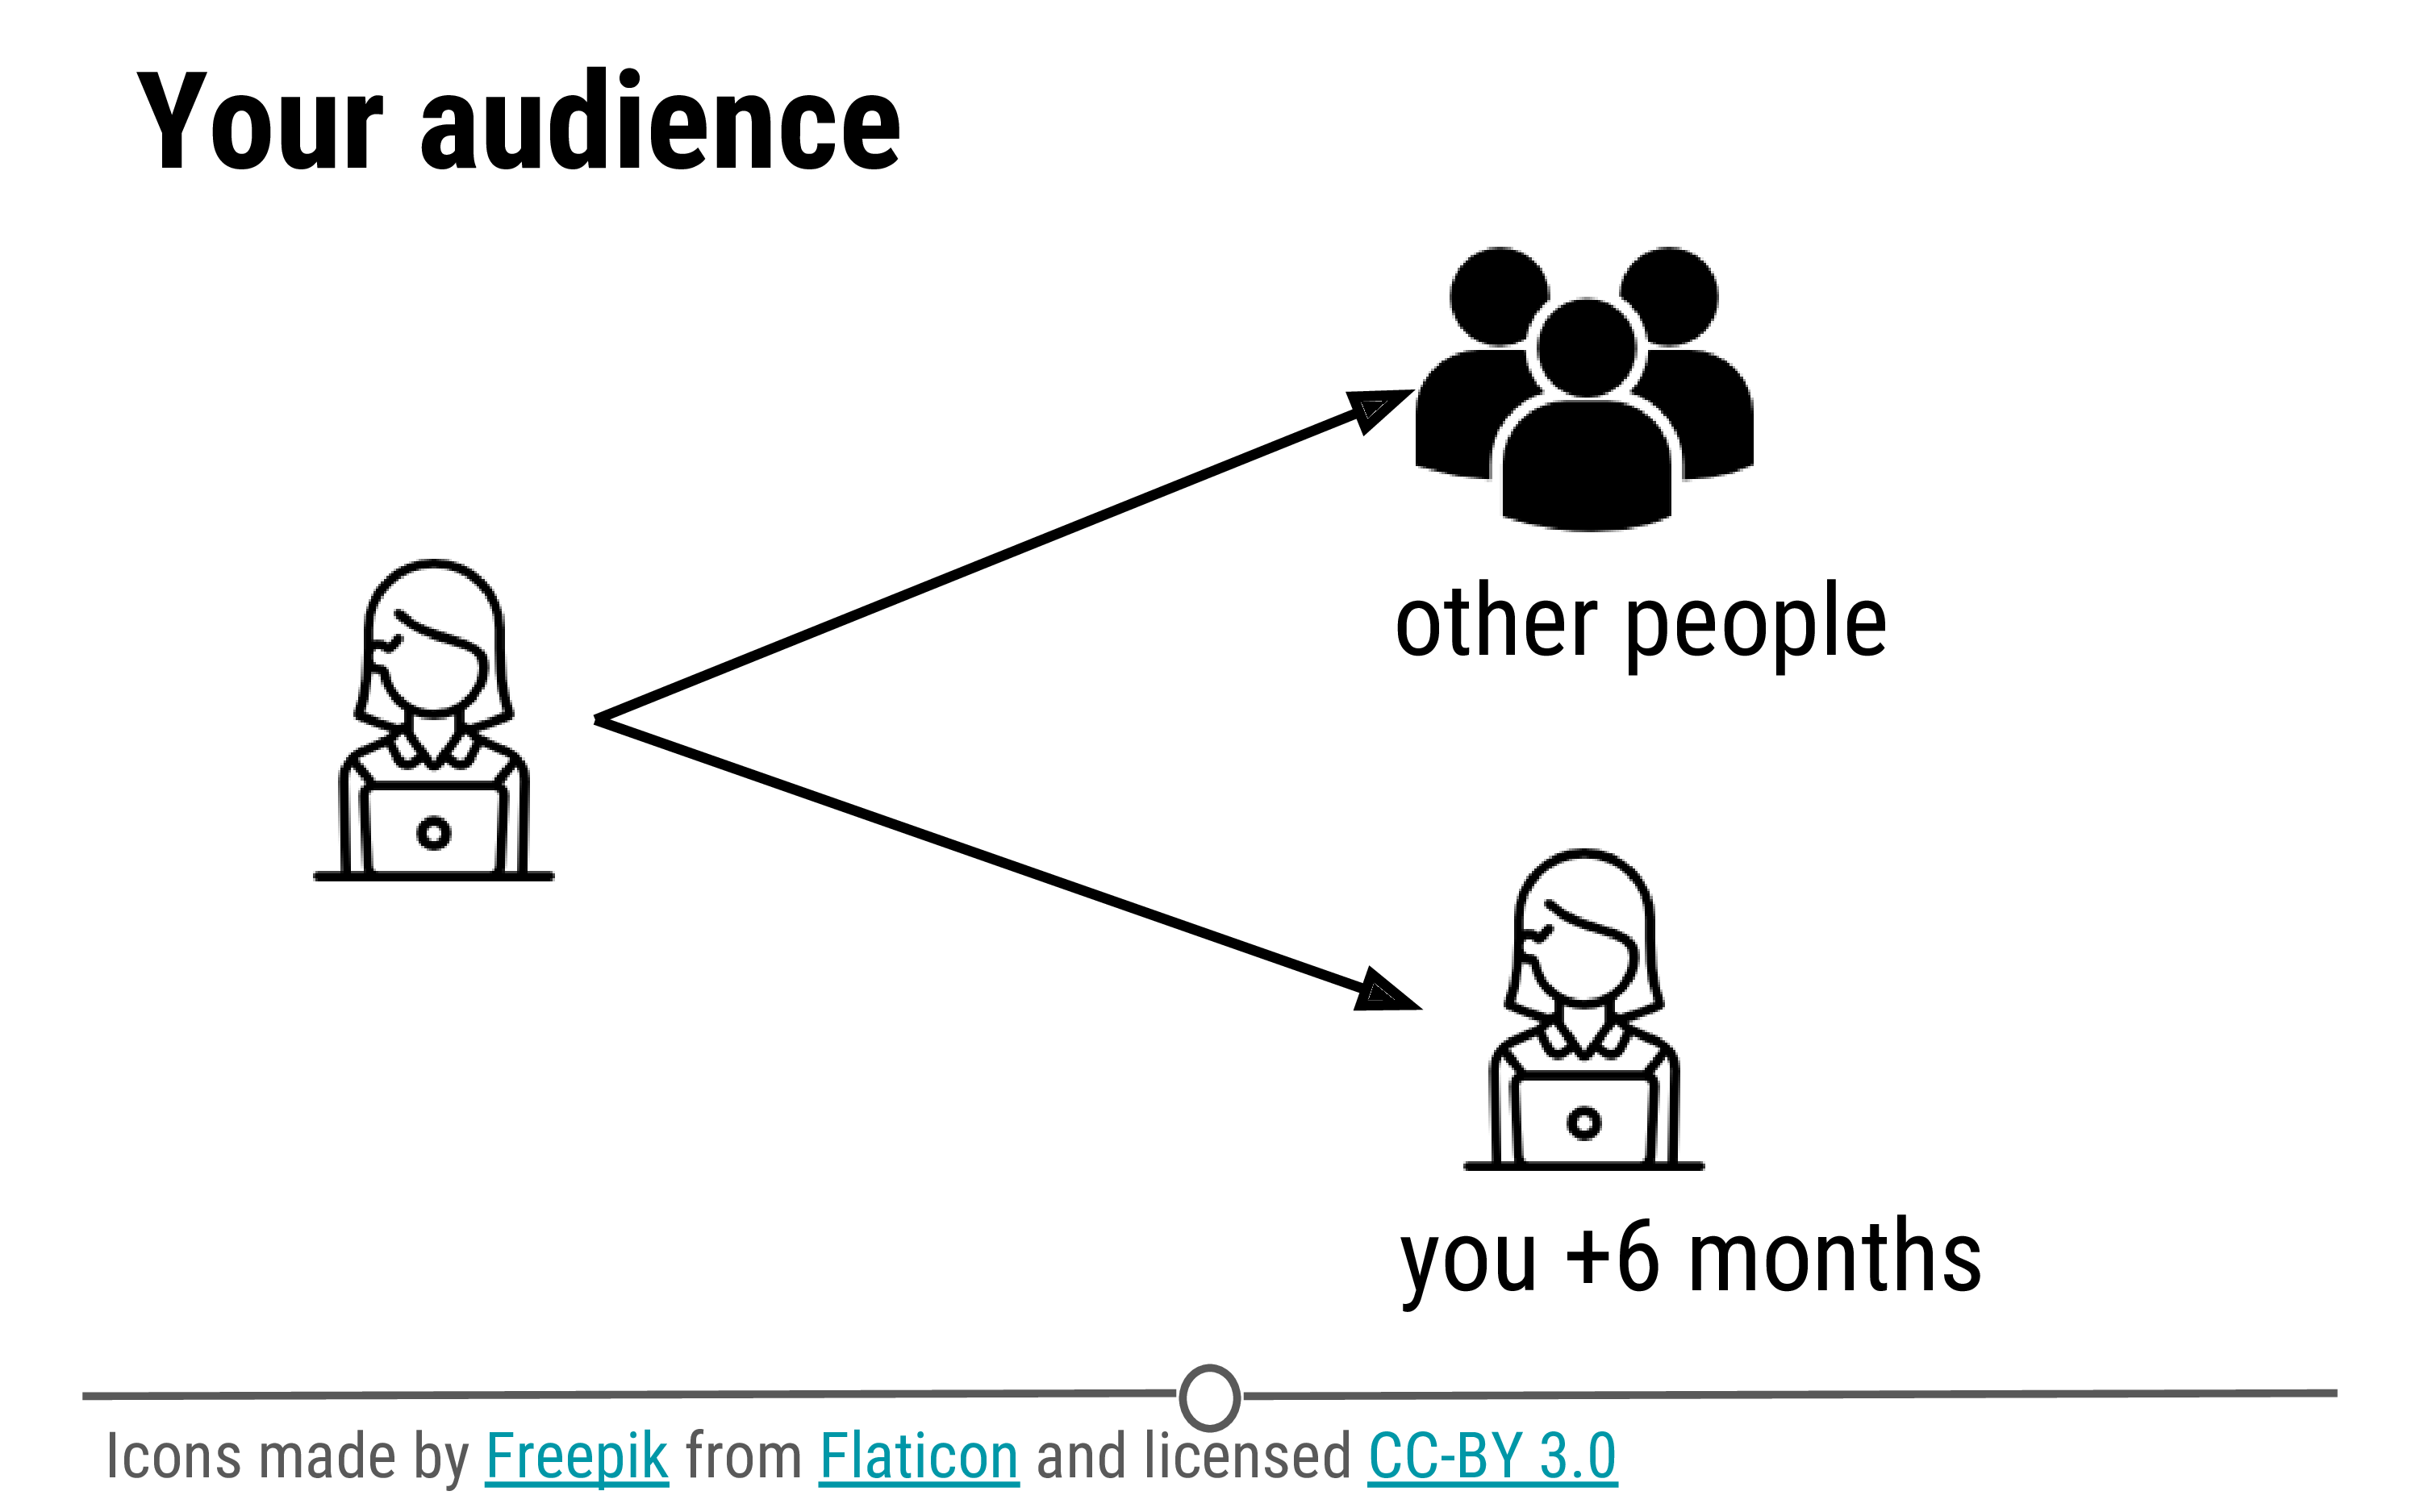 Your audience
other people
you +6 months
Icons made by Freepik from Flaticon and licensed CC-BY 3.0